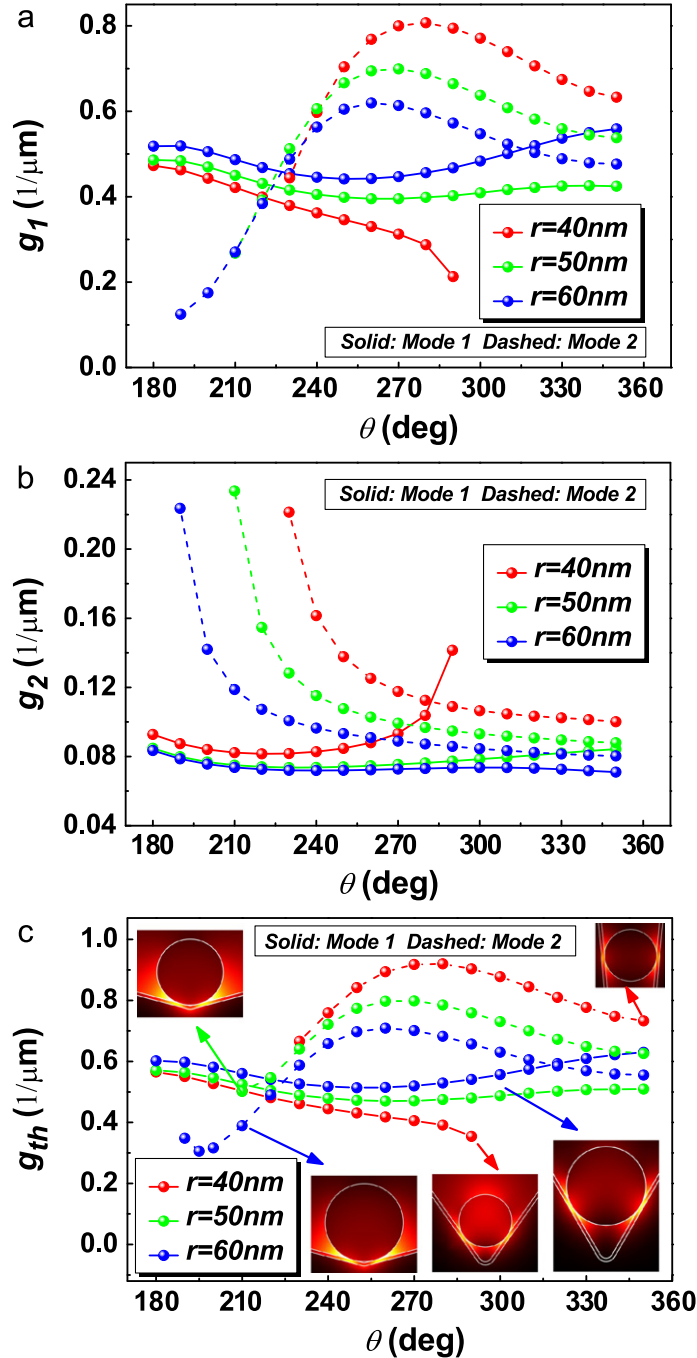 a
0.8
0.6
0.4
0.2
0.0
g1 (1/μm)
r=40nm
r=50nm
r=60nm
Solid: Mode 1 Dashed: Mode 2
180 210 240 270 300 330 360
θ (deg)
b
0.24
0.20
0.16
0.12
0.08
0.04
g2 (1/μm)
Solid: Mode 1 Dashed: Mode 2
r=40nm
r=50nm
r=60nm
180 210 240 270 300 330 360
θ (deg)
c
1.0
0.8
0.6
0.4
0.2
0.0
gth (1/μm)
Solid: Mode 1 Dashed: Mode 2
r=40nm
r=50nm
r=60nm
180 210 240 270 300 330 360
θ (deg)